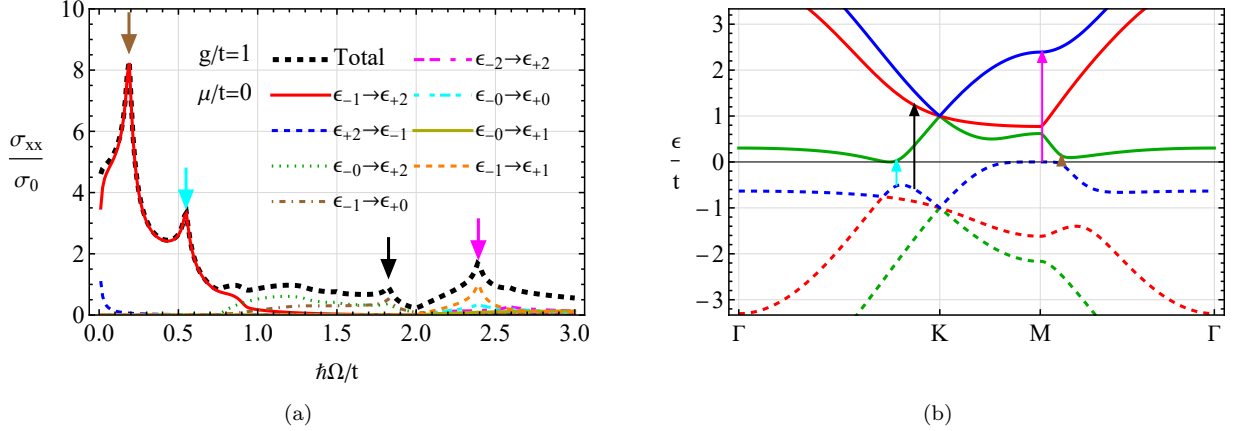 10
8
6
4
2
0
σxx
σ0
g/t=1
μ/t=0
Total
ϵ−1→ϵ+2
ϵ+2→ϵ−1
ϵ−0→ϵ+2
ϵ−1→ϵ+0
ϵ−2→ϵ+2
ϵ−0→ϵ+0
ϵ−0→ϵ+1
ϵ−1→ϵ+1
0.0 0.5 1.0 1.5 2.0 2.5 3.0
ℏΩ/t
(a)
3
2
1
0
−1
−2
−3
ϵ
t
Γ K M Γ
(b)